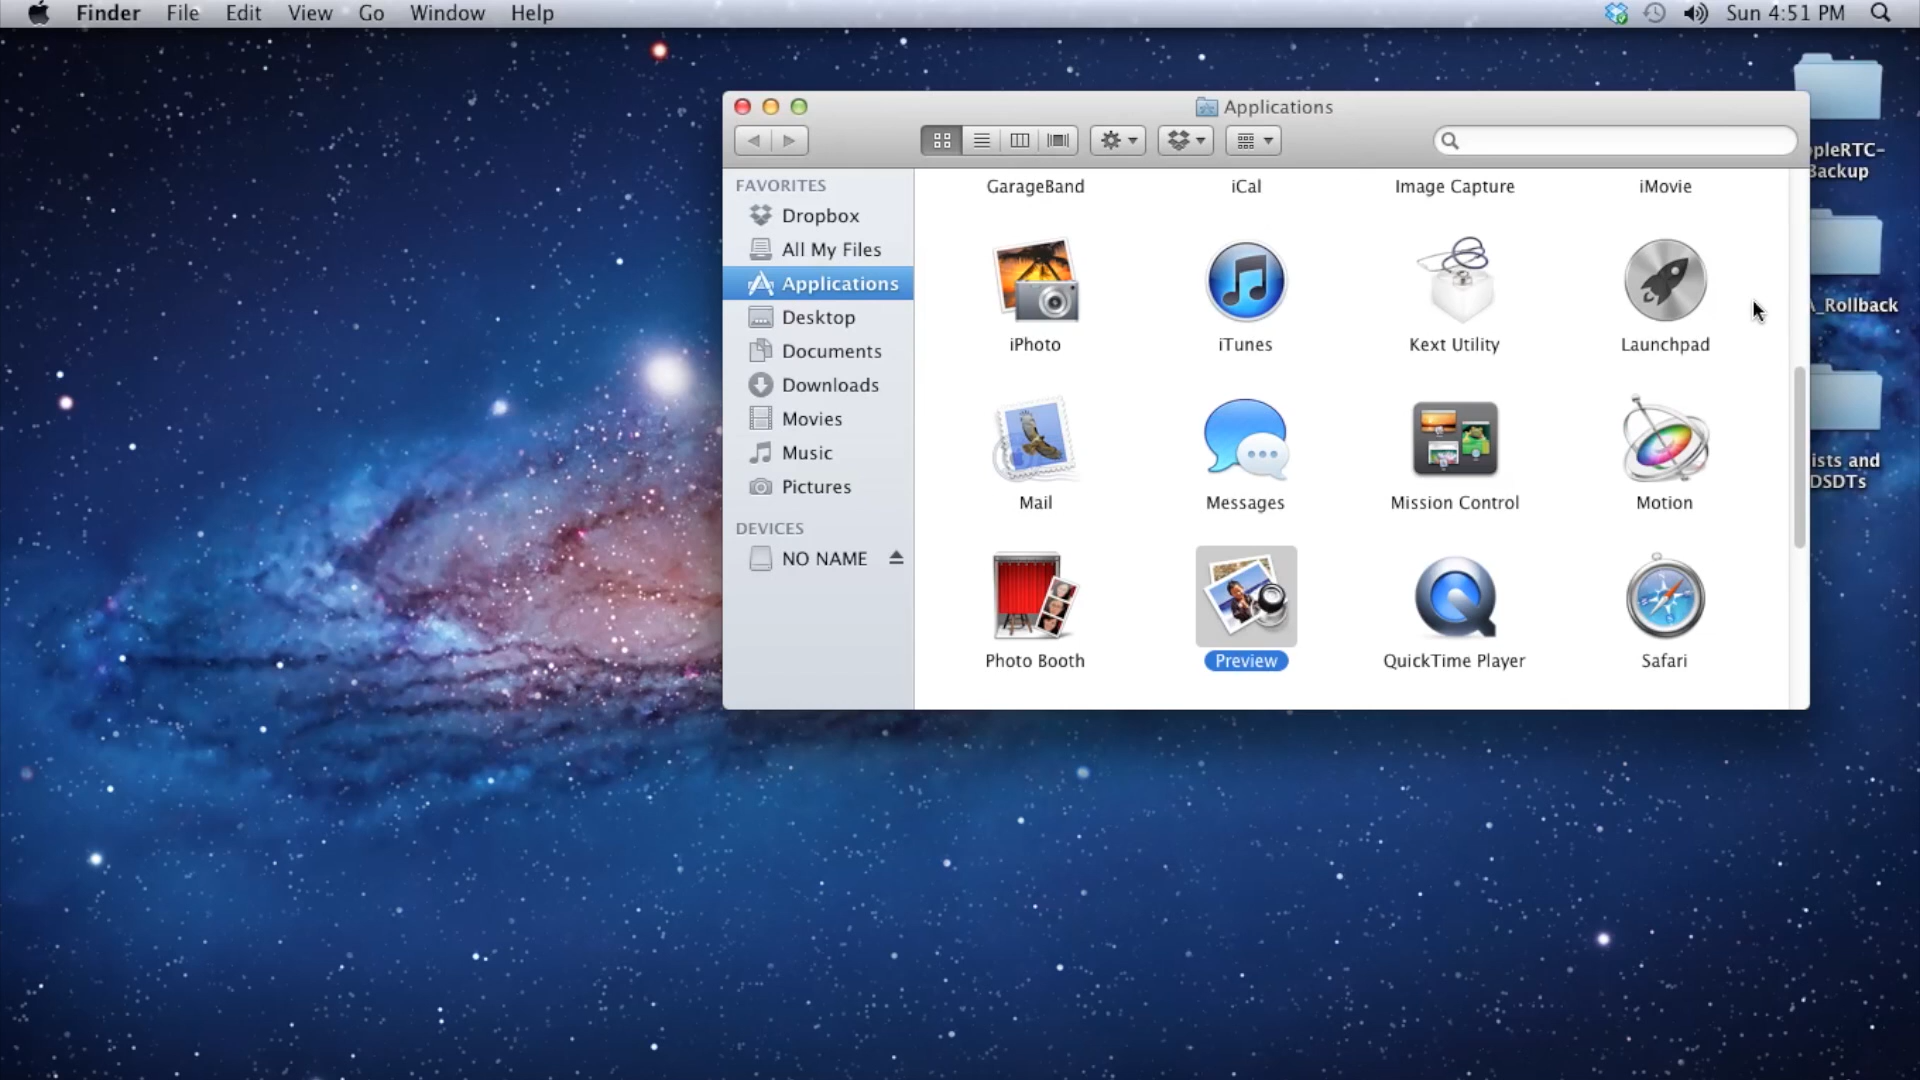 Finder File Edit View Go Window Help
Sun 4:51 PM
Applications
FAVORITES
Dropbox
All My Files
Applications
Desktop
Documents
Downloads
Movies
Music
Pictures
DEVICES
NO NAME
GarageBand iCal Image Capture iMovie
iPhoto iTunes Kext Utility Launchpad
Mail Messages Mission Control Motion
Photo Booth Preview QuickTime Player Safari
pleRTC-
Backup
_Rollback
ists and
DSDTs